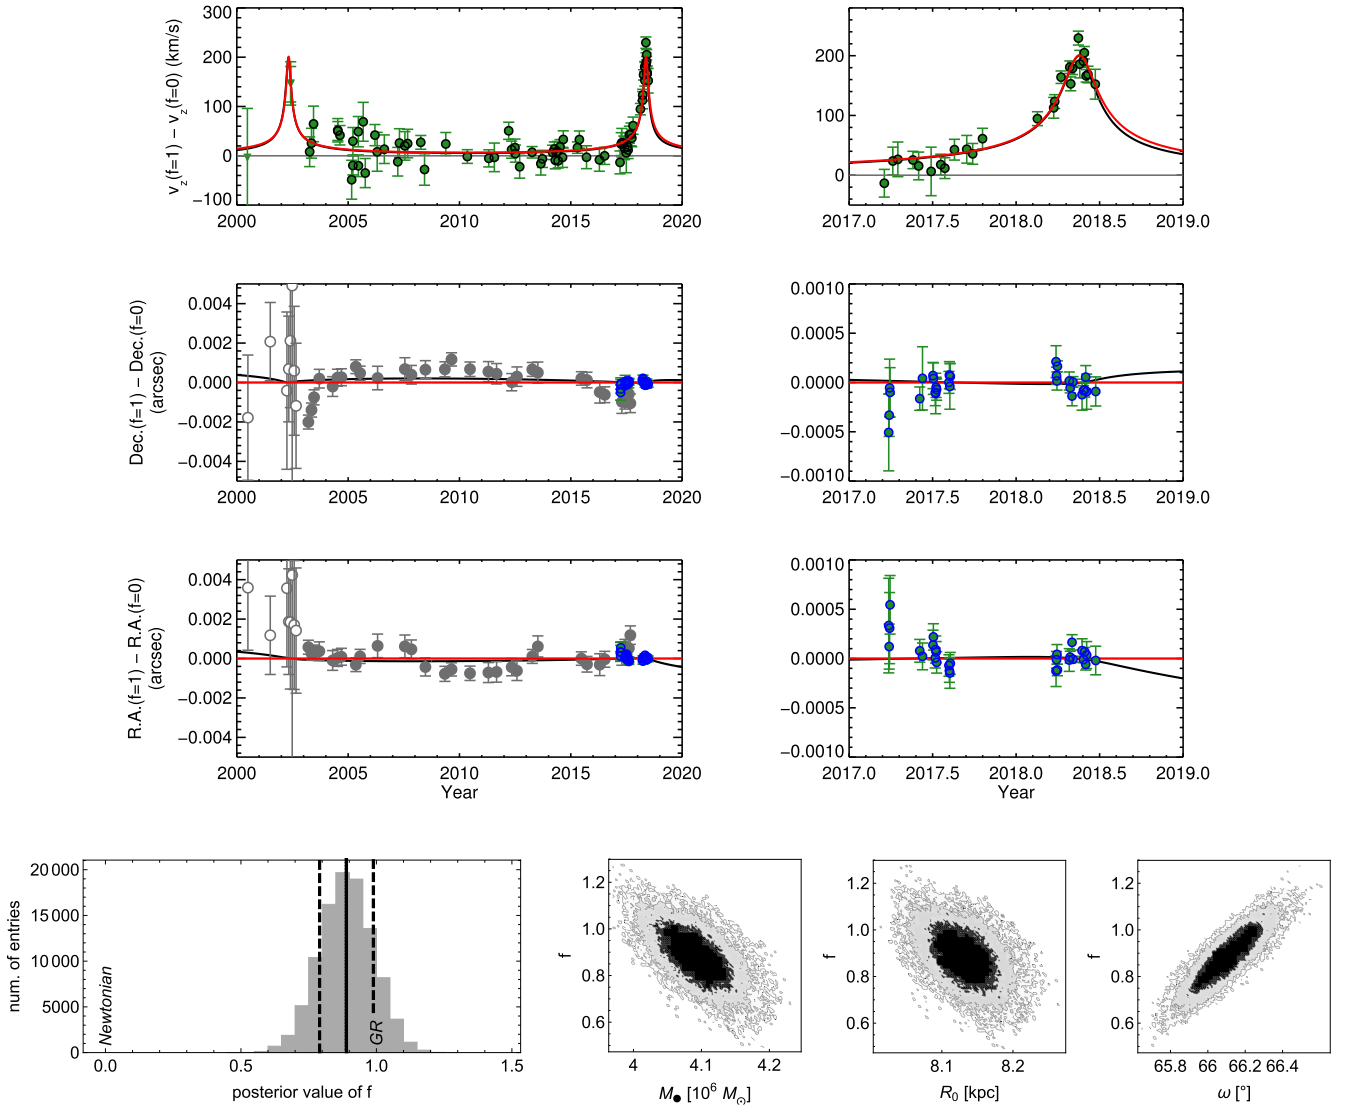 300
200
100
0
−100
v_z(f=1) − v_z(f=0) (km/s)
2000 2005 2010 2015 2020
200
100
0
2017.0 2017.5 2018.0 2018.5 2019.0
0.004
0.002
0.000
−0.002
−0.004
Dec.(f=1) − Dec.(f=0)
(arcsec)
2000 2005 2010 2015 2020
Year
0.0010
0.0005
0.0000
−0.0005
−0.0010
2017.0 2017.5 2018.0 2018.5 2019.0
0.004
0.002
0.000
−0.002
−0.004
R.A.(f=1) − R.A.(f=0)
(arcsec)
2000 2005 2010 2015 2020
Year
0.0010
0.0005
0.0000
−0.0005
−0.0010
2017.0 2017.5 2018.0 2018.5 2019.0
Year
20 000
15 000
10 000
5000
0
num. of entries
Newtonian
GR
0.0 0.5 1.0 1.5
posterior value of f
1.2
1.0
0.8
0.6
f
4 4.1 4.2
M● [10⁶ M☉]
1.2
1.0
0.8
0.6
f
8.1 8.2
R₀ [kpc]
1.2
1.0
0.8
0.6
f
65.8 66 66.2 66.4
ω [°]